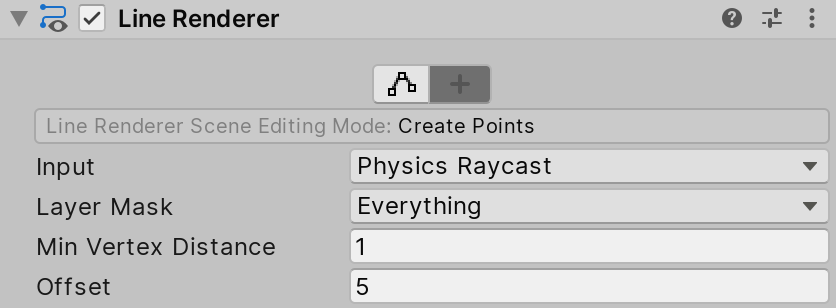 Line Renderer
Line Renderer Scene Editing Mode: Create Points
Input Physics Raycast
Layer Mask Everything
Min Vertex Distance 1
Offset 5